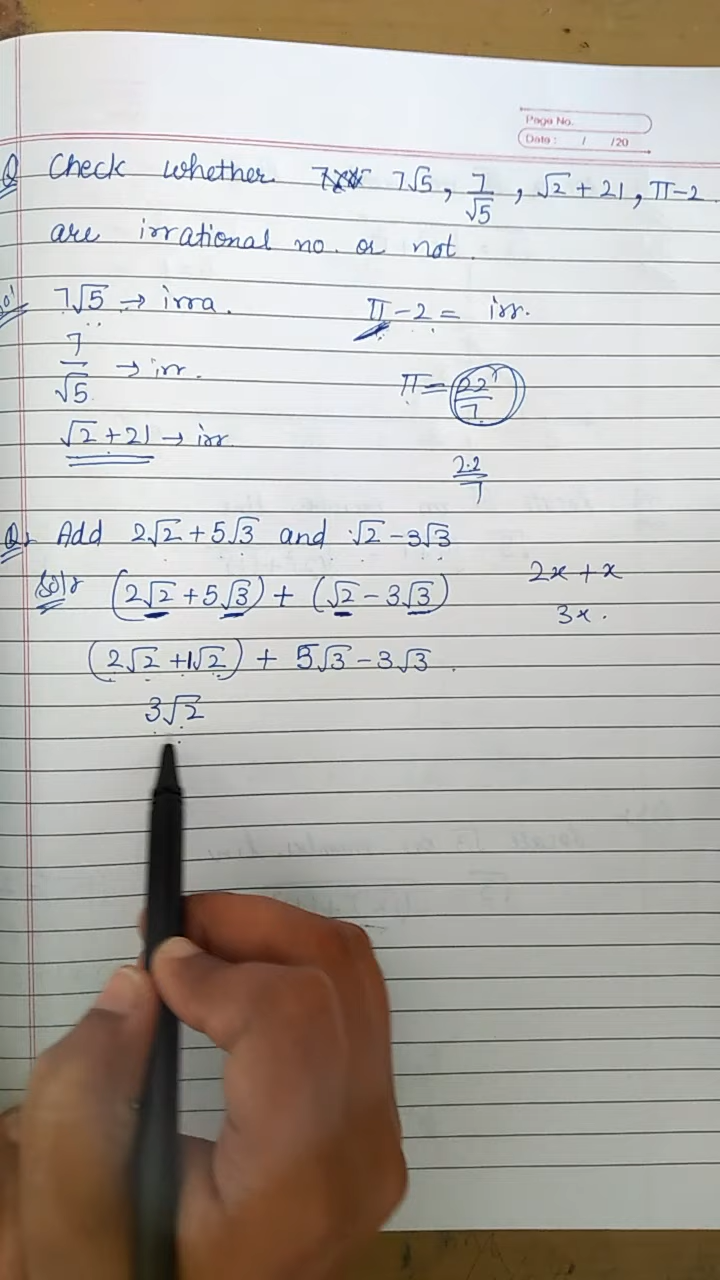 Page No.
Date : / /20
Q Check whether 7√5, 7/√5, √2 + 21, π-2
are irrational no. or not.
Sol 7√5 → irra.
π-2 = irr.
7/√5 → irr.
π = 22/7
√2 + 21 → irr
22/7
Q. Add 2√2 + 5√3 and √2 - 3√3
Sol (2√2 + 5√3) + (√2 - 3√3)
2x + x
3x.
(2√2 + 1√2) + 5√3 - 3√3.
3√2